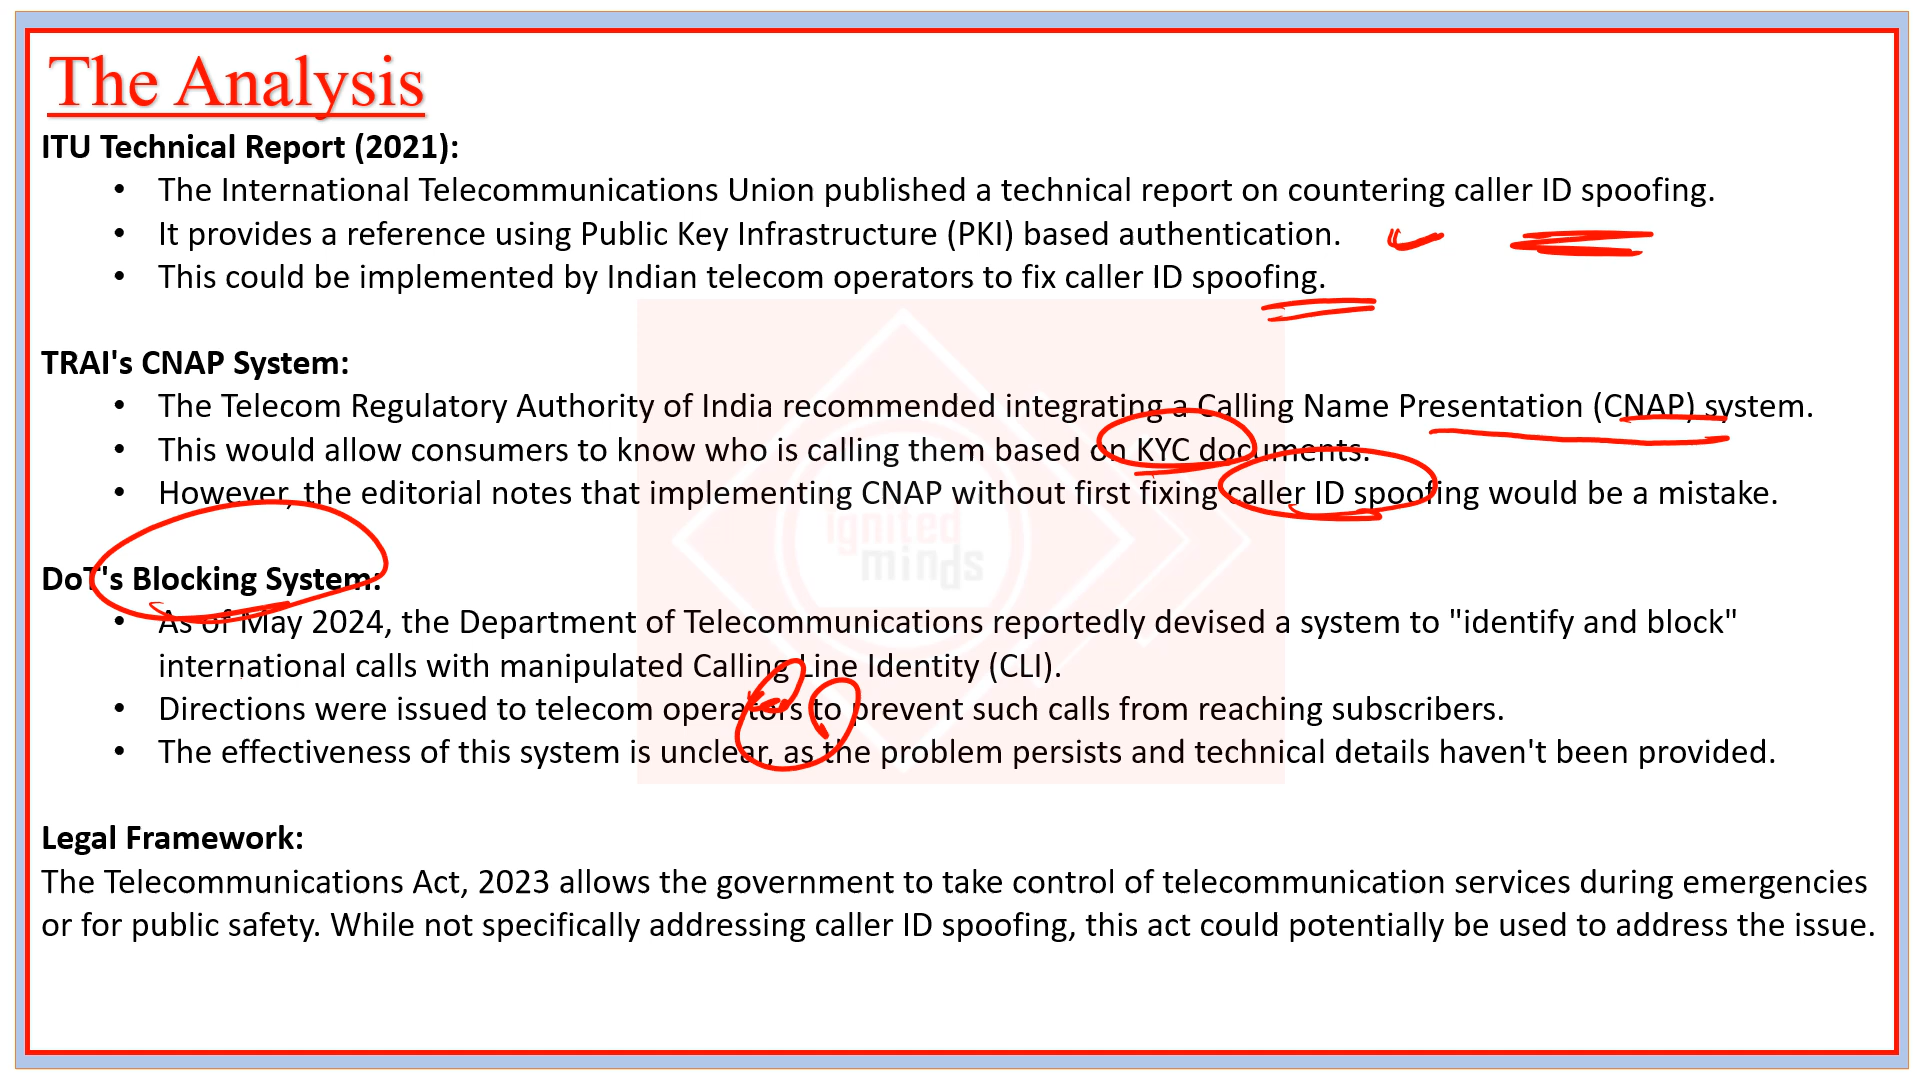 The Analysis
ITU Technical Report (2021):
• The International Telecommunications Union published a technical report on countering caller ID spoofing.
• It provides a reference using Public Key Infrastructure (PKI) based authentication.
• This could be implemented by Indian telecom operators to fix caller ID spoofing.
TRAI's CNAP System:
• The Telecom Regulatory Authority of India recommended integrating a Calling Name Presentation (CNAP) system.
• This would allow consumers to know who is calling them based on KYC documents.
• However, the editorial notes that implementing CNAP without first fixing caller ID spoofing would be a mistake.
ignited
minds
DoT's Blocking System:
• As of May 2024, the Department of Telecommunications reportedly devised a system to "identify and block"
international calls with manipulated Calling Line Identity (CLI).
• Directions were issued to telecom operators to prevent such calls from reaching subscribers.
• The effectiveness of this system is unclear, as the problem persists and technical details haven't been provided.
Legal Framework:
The Telecommunications Act, 2023 allows the government to take control of telecommunication services during emergencies
or for public safety. While not specifically addressing caller ID spoofing, this act could potentially be used to address the issue.